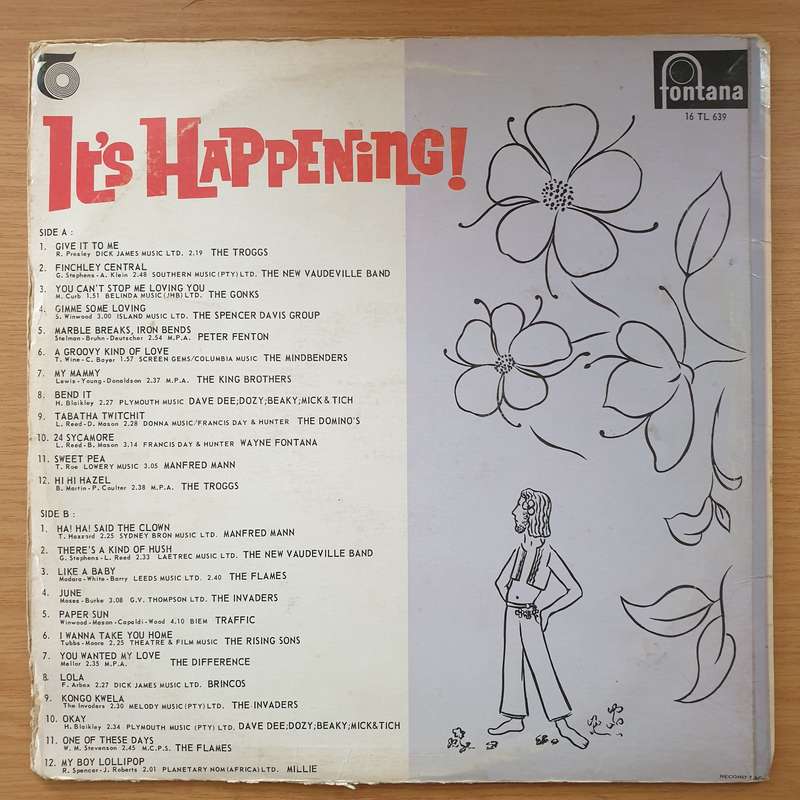 fontana
16 TL 639
IT'S HAPPENING!
SIDE A :
1. GIVE IT TO ME
R. Presley DICK JAMES MUSIC LTD. 2.19 THE TROGGS
2. FINCHLEY CENTRAL
G. Stephens-A. Klein 2.48 SOUTHERN MUSIC (PTY) LTD. THE NEW VAUDEVILLE BAND
3. YOU CAN'T STOP ME LOVING YOU
M. Curb 1.51 BELINDA MUSIC (JHB) LTD. THE GONKS
4. GIMME SOME LOVING
S. Winwood 3.00 ISLAND MUSIC LTD. THE SPENCER DAVIS GROUP
5. MARBLE BREAKS, IRON BENDS
Stelman-Bruhn-Deutscher 2.54 M.P.A. PETER FENTON
6. A GROOVY KIND OF LOVE
T. Wine-C. Bayer 1.57 SCREEN GEMS/COLUMBIA MUSIC THE MINDBENDERS
7. MY MAMMY
Lewis-Young-Donaldson 2.37 M.P.A. THE KING BROTHERS
8. BEND IT
H. Blaikley 2.27 PLYMOUTH MUSIC DAVE DEE;DOZY;BEAKY;MICK & TICH
9. TABATHA TWITCHIT
L. Reed-D. Mason 2.28 DONNA MUSIC/FRANCIS DAY & HUNTER THE DOMINO'S
10. 24 SYCAMORE
L. Reed-B. Mason 3.14 FRANCIS DAY & HUNTER WAYNE FONTANA
11. SWEET PEA
T. Roe LOWERY MUSIC 3.05 MANFRED MANN
12. HI HI HAZEL
B. Martin-P. Coulter 2.38 M.P.A. THE TROGGS
SIDE B :
1. HA! HA! SAID THE CLOWN
T. Hazzard 2.25 SYDNEY BRON MUSIC LTD. MANFRED MANN
2. THERE'S A KIND OF HUSH
G. Stephens-L. Reed 2.33 LAETREC MUSIC LTD. THE NEW VAUDEVILLE BAND
3. LIKE A BABY
Madara-White-Barry LEEDS MUSIC LTD. 2.40 THE FLAMES
4. JUNE
Moses-Burke 3.08 G.V. THOMPSON LTD. THE INVADERS
5. PAPER SUN
Winwood-Mason-Capaldi-Wood 4.10 BIEM TRAFFIC
6. I WANNA TAKE YOU HOME
Tubbs-Moore 2.25 THEATRE & FILM MUSIC THE RISING SONS
7. YOU WANTED MY LOVE
Mellor 2.35 M.P.A. THE DIFFERENCE
8. LOLA
F. Arbex 2.27 DICK JAMES MUSIC LTD. BRINCOS
9. KONGO KWELA
The Invaders 2.30 MELODY MUSIC (PTY) LTD. THE INVADERS
10. OKAY
H. Blaikley 2.34 PLYMOUTH MUSIC (PTY) LTD. DAVE DEE;DOZY;BEAKY;MICK&TICH
11. ONE OF THESE DAYS
W. M. Stevenson 2.45 M.C.P.S. THE FLAMES
12. MY BOY LOLLIPOP
R. Spencer-J. Roberts 2.01 PLANETARY NOM (AFRICA) LTD. MILLIE
RECORD